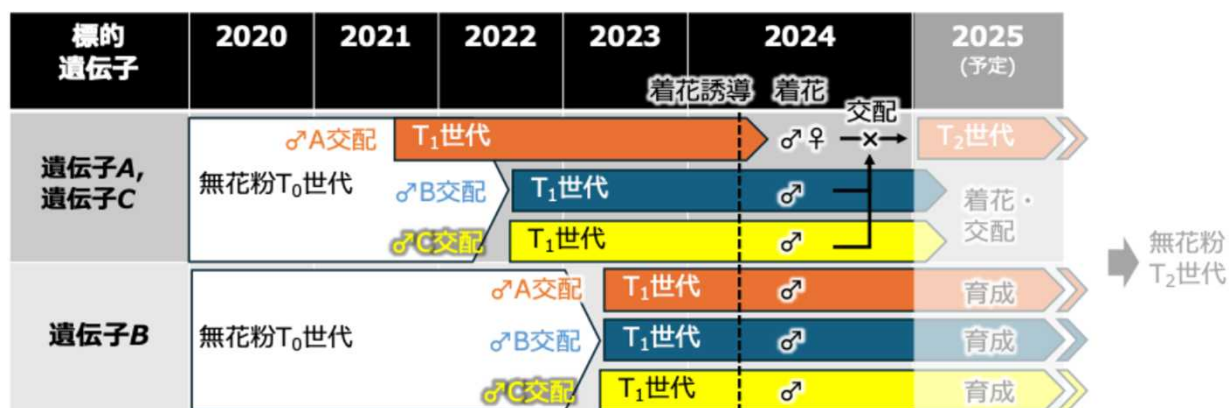 標的
遺伝子
2020
2021
2022
2023
2024
2025
(予定)
着花誘導
着花
交配
遺伝子A,
遺伝子C
無花粉T₀世代
♂A交配
T₁世代
♂♀
×
T₂世代
♂B交配
T₁世代
♂
♂C交配
T₁世代
♂
着花・
交配
遺伝子B
無花粉T₀世代
♂A交配
T₁世代
♂
育成
♂B交配
T₁世代
♂
育成
♂C交配
T₁世代
♂
育成
無花粉
T₂世代